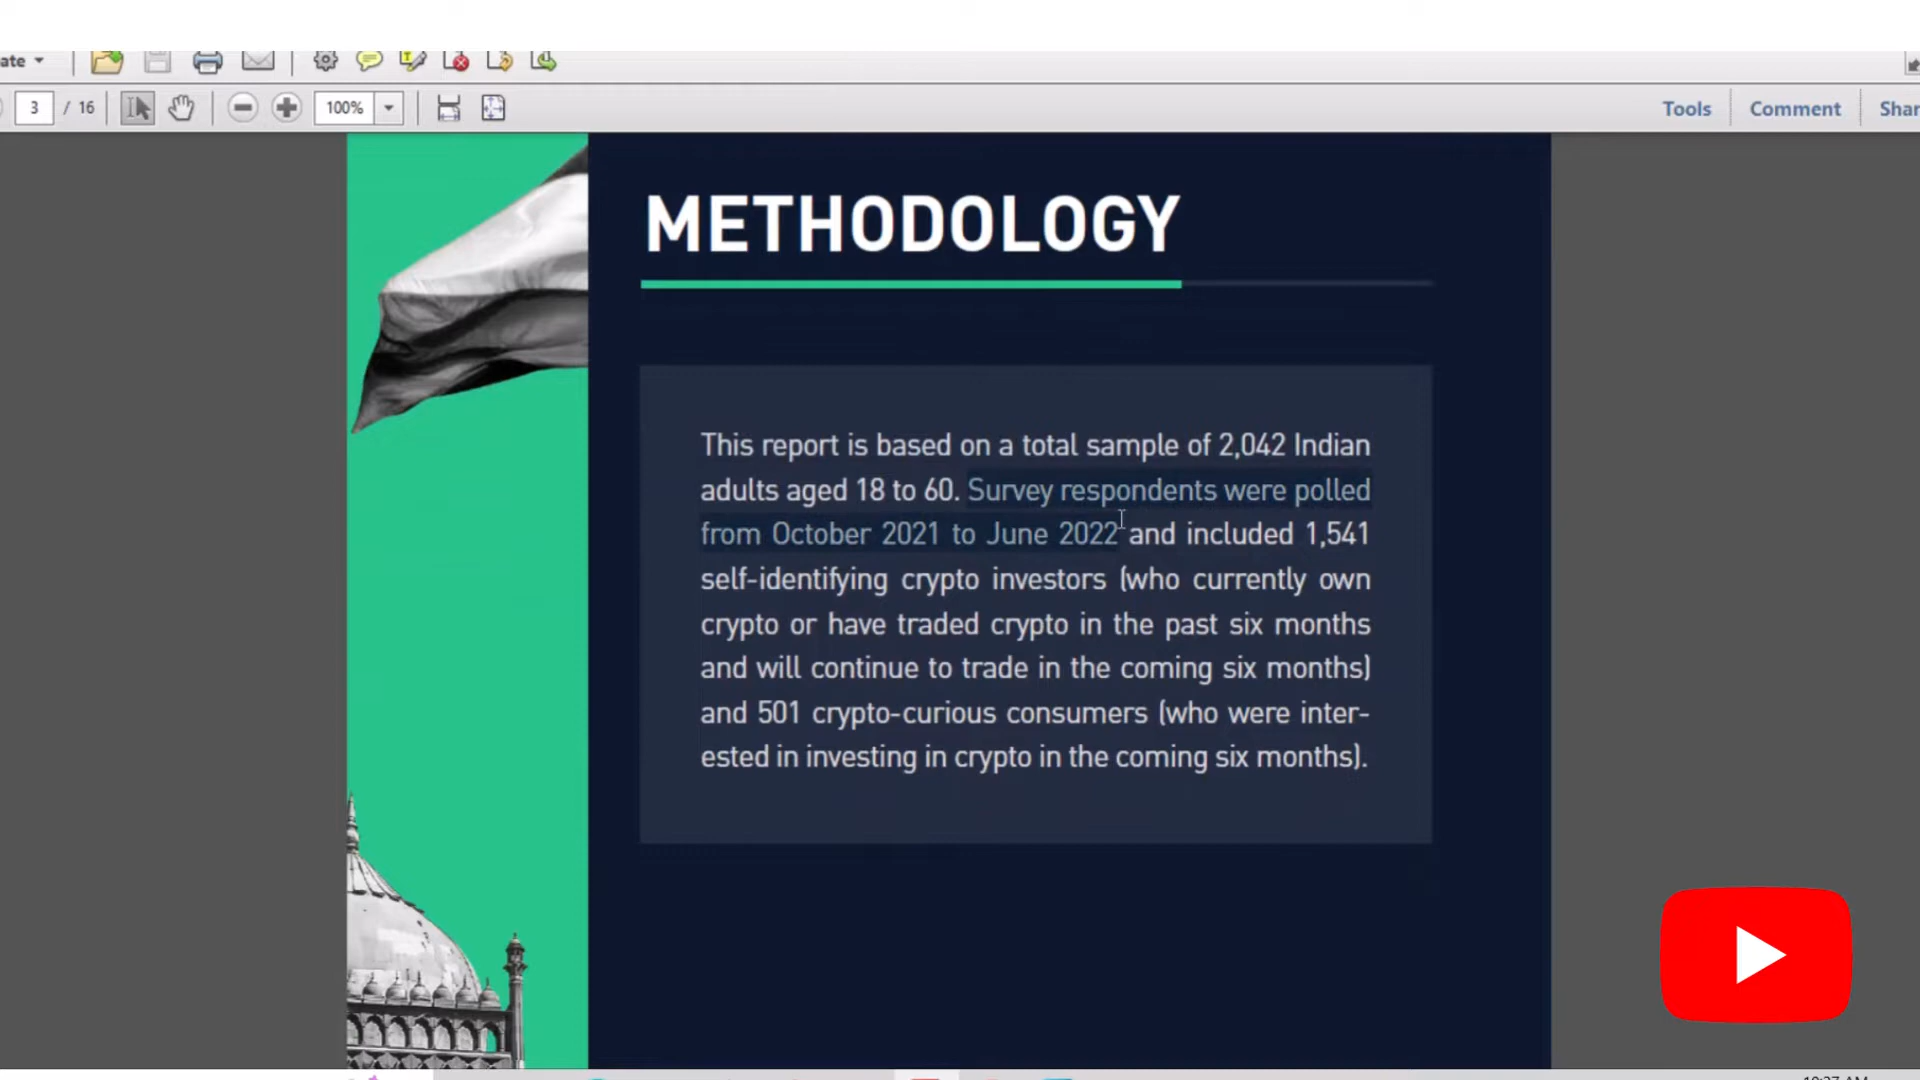 ate
3 / 16
100%
Tools
Comment
Shar
METHODOLOGY
This report is based on a total sample of 2,042 Indian
adults aged 18 to 60. Survey respondents were polled
from October 2021 to June 2022 and included 1,541
self-identifying crypto investors (who currently own
crypto or have traded crypto in the past six months
and will continue to trade in the coming six months)
and 501 crypto-curious consumers (who were inter-
ested in investing in crypto in the coming six months).